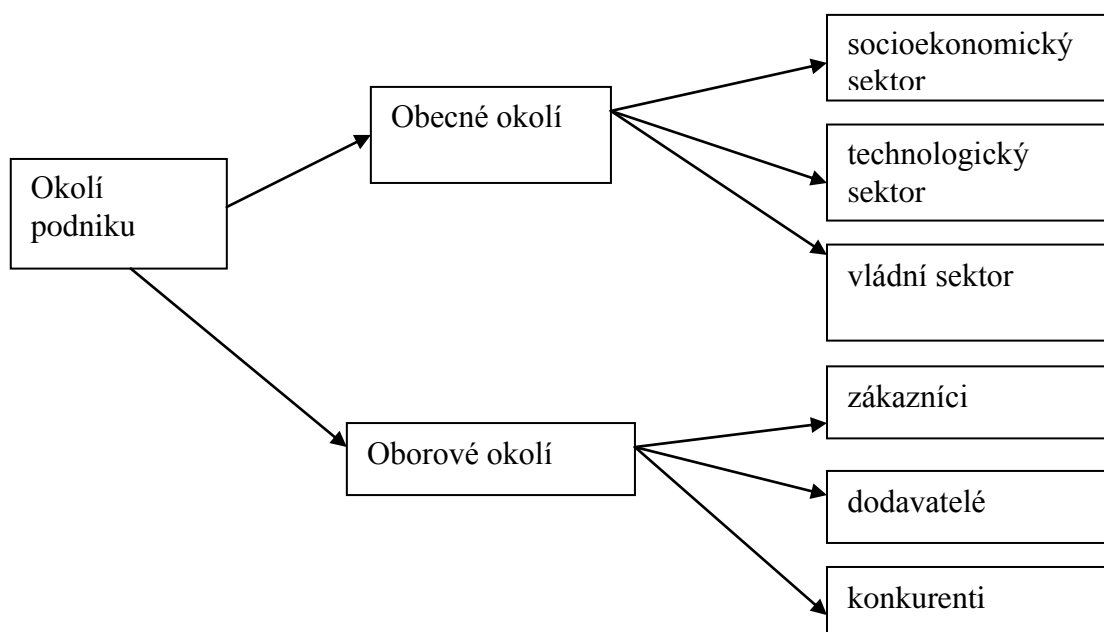 Okolí
podniku
Obecné okolí
socioekonomický
sektor
technologický
sektor
vládní sektor
Oborové okolí
zákazníci
dodavatelé
konkurenti